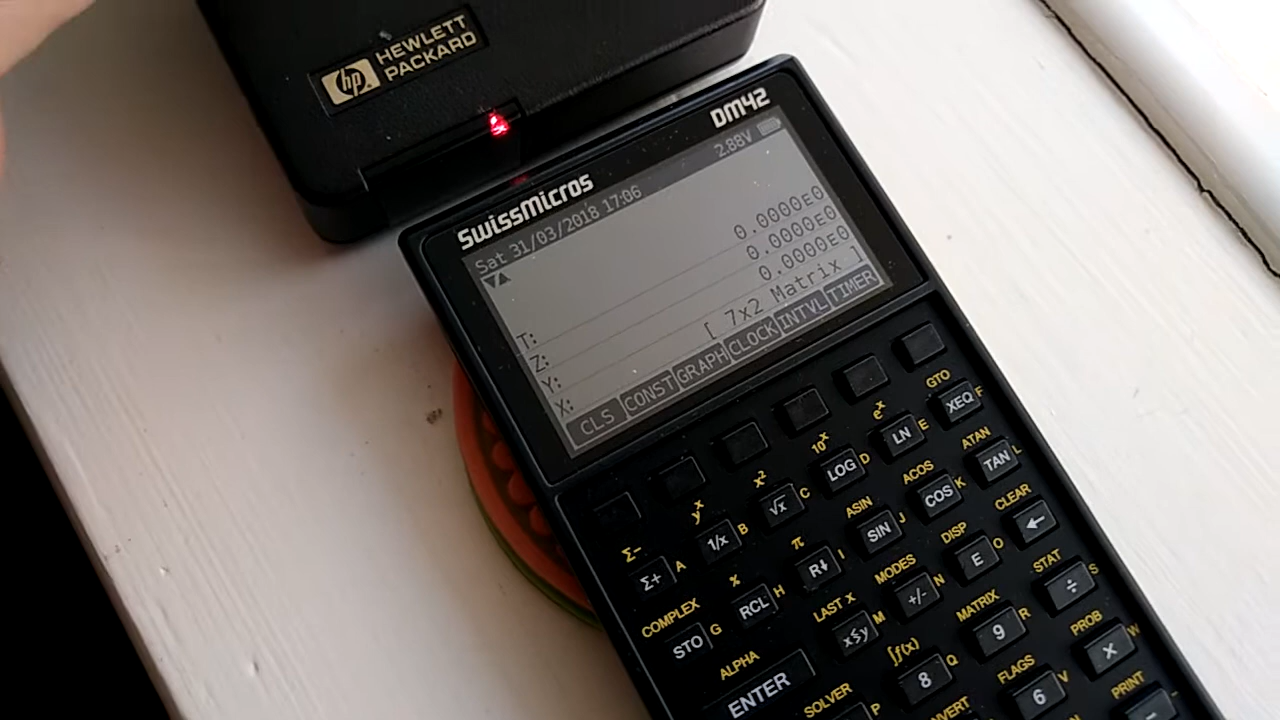 hp HEWLETT
PACKARD
SwissMicros DM42
Sat 31/03/2018 17:06 2.88V
▼▲
T: 0.0000e0
Z: 0.0000e0
Y: 0.0000e0
X: [ 7x2 Matrix ]
CLS CONST GRAPH CLOCK INTVL TIMER
Σ− yˣ x² 10ˣ eˣ GTO
Σ+ A 1/x B √x C LOG D LN E XEQ F
COMPLEX % π ASIN ACOS ATAN
STO G RCL H R↓ I SIN J COS K TAN L
ALPHA LAST X MODES DISP CLEAR
ENTER x≶y M +/- N E O ←
SOLVER ∫f(x) MATRIX STAT
P 8 Q 9 R ÷ S
FLAGS PROB
6 V × W
PRINT